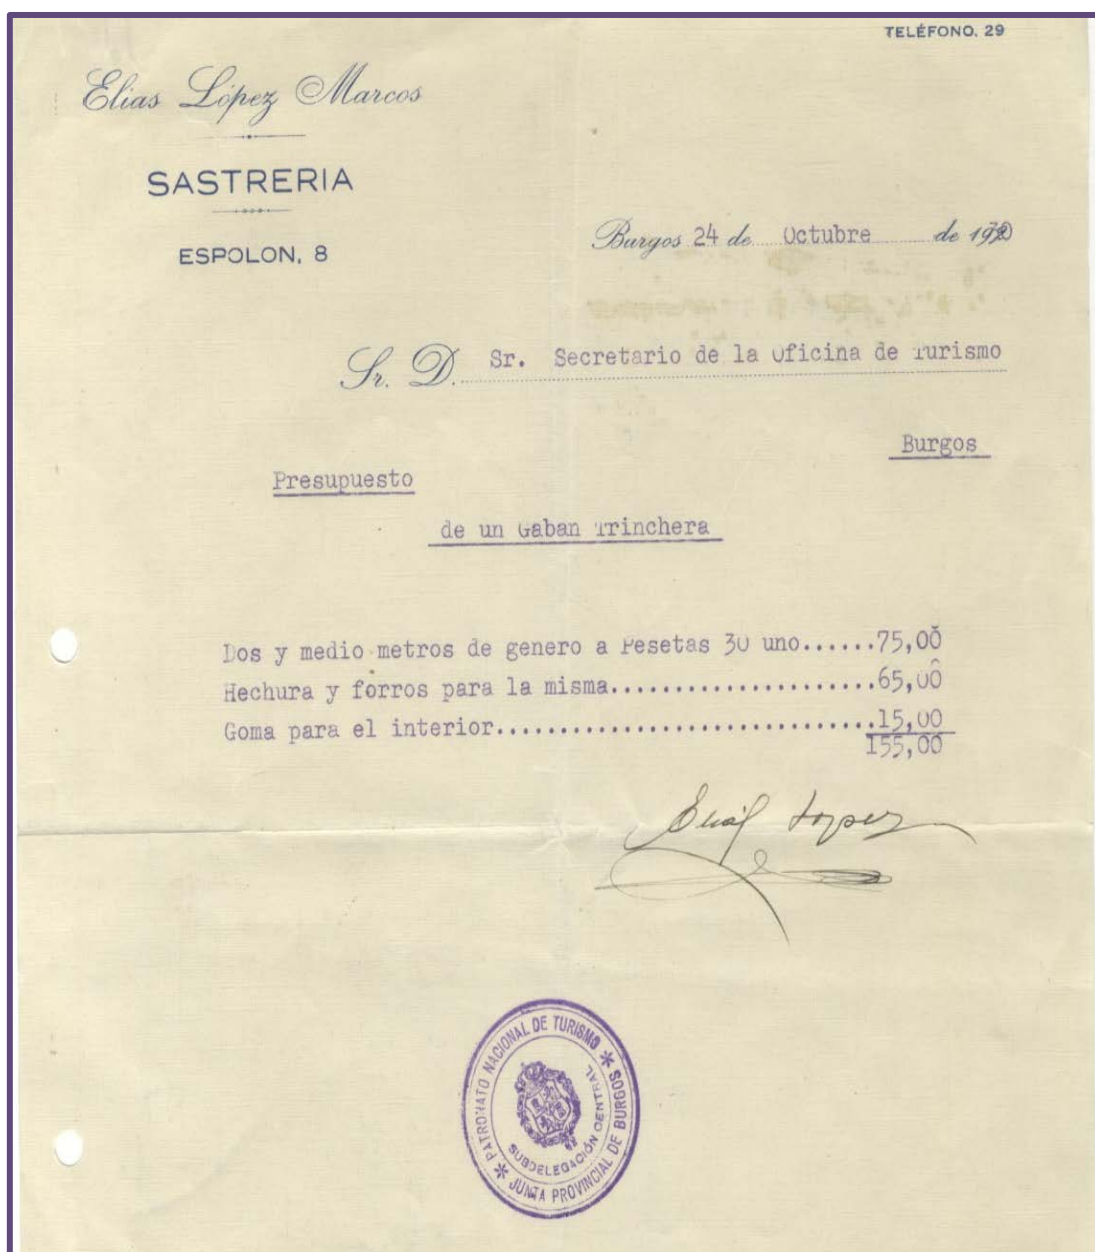 TELÉFONO. 29
Elias López Marcos
SASTRERIA
ESPOLON, 8
Burgos 24 de Octubre de 1930
Sr. D. Sr. Secretario de la Oficina de Turismo
Burgos
Presupuesto
de un Gaban Trinchera
Dos y medio metros de genero a Pesetas 30 uno......75,00
Hechura y forros para la misma......................65,00
Goma para el interior...............................15,00
155,00
Elias Lopez
PATRONATO NACIONAL DE TURISMO * JUNTA PROVINCIAL DE BURGOS *
SUBDELEGACIÓN CENTRAL